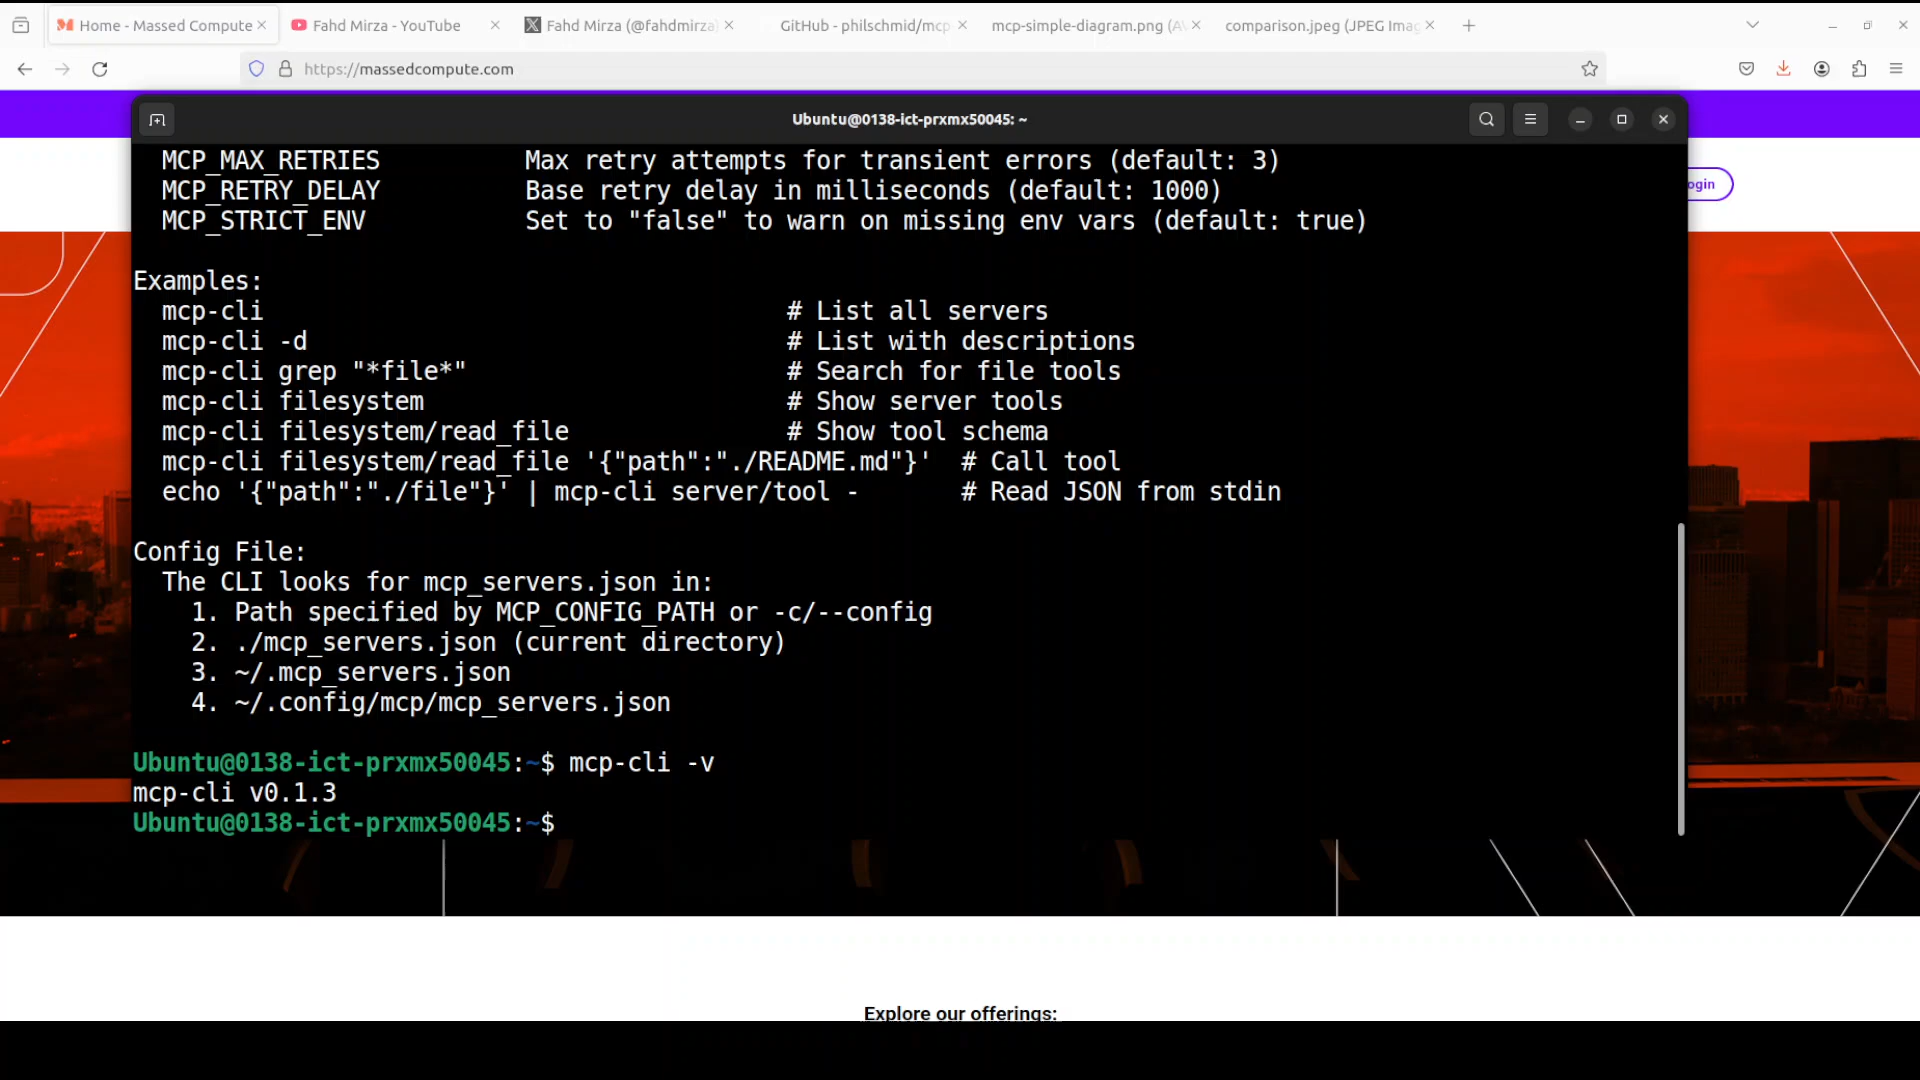 Home - Massed Compute
Fahd Mirza - YouTube
Fahd Mirza (@fahdmirza)
GitHub - philschmid/mcp
mcp-simple-diagram.png (AV
comparison.jpeg (JPEG Imag
https://massedcompute.com
Ubuntu@0138-ict-prxmx50045: ~
ogin
MCP_MAX_RETRIES Max retry attempts for transient errors (default: 3)
MCP_RETRY_DELAY Base retry delay in milliseconds (default: 1000)
MCP_STRICT_ENV Set to "false" to warn on missing env vars (default: true)
Examples:
mcp-cli # List all servers
mcp-cli -d # List with descriptions
mcp-cli grep "*file*" # Search for file tools
mcp-cli filesystem # Show server tools
mcp-cli filesystem/read_file # Show tool schema
mcp-cli filesystem/read_file '{"path":"./README.md"}' # Call tool
echo '{"path":"./file"}' | mcp-cli server/tool - # Read JSON from stdin
Config File:
The CLI looks for mcp_servers.json in:
1. Path specified by MCP_CONFIG_PATH or -c/--config
2. ./mcp_servers.json (current directory)
3. ~/.mcp_servers.json
4. ~/.config/mcp/mcp_servers.json
Ubuntu@0138-ict-prxmx50045:~$ mcp-cli -v
mcp-cli v0.1.3
Ubuntu@0138-ict-prxmx50045:~$
Explore our offerings: